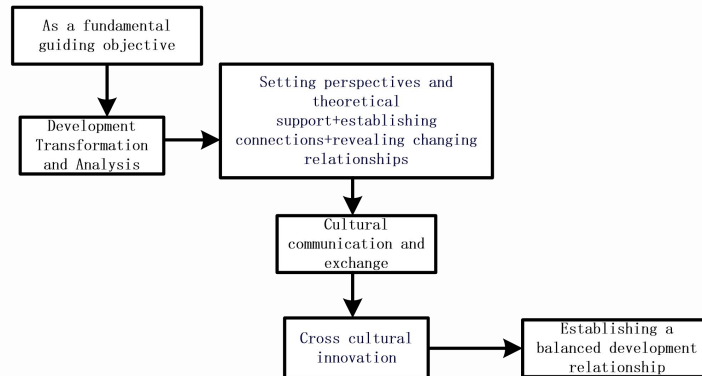 As a fundamental
guiding objective
Development
Transformation
and Analysis
Setting perspectives and
theoretical
support+establishing
connections+revealing changing
relationships
Cultural
communication and
exchange
Cross cultural
innovation
Establishing a
balanced development
relationship